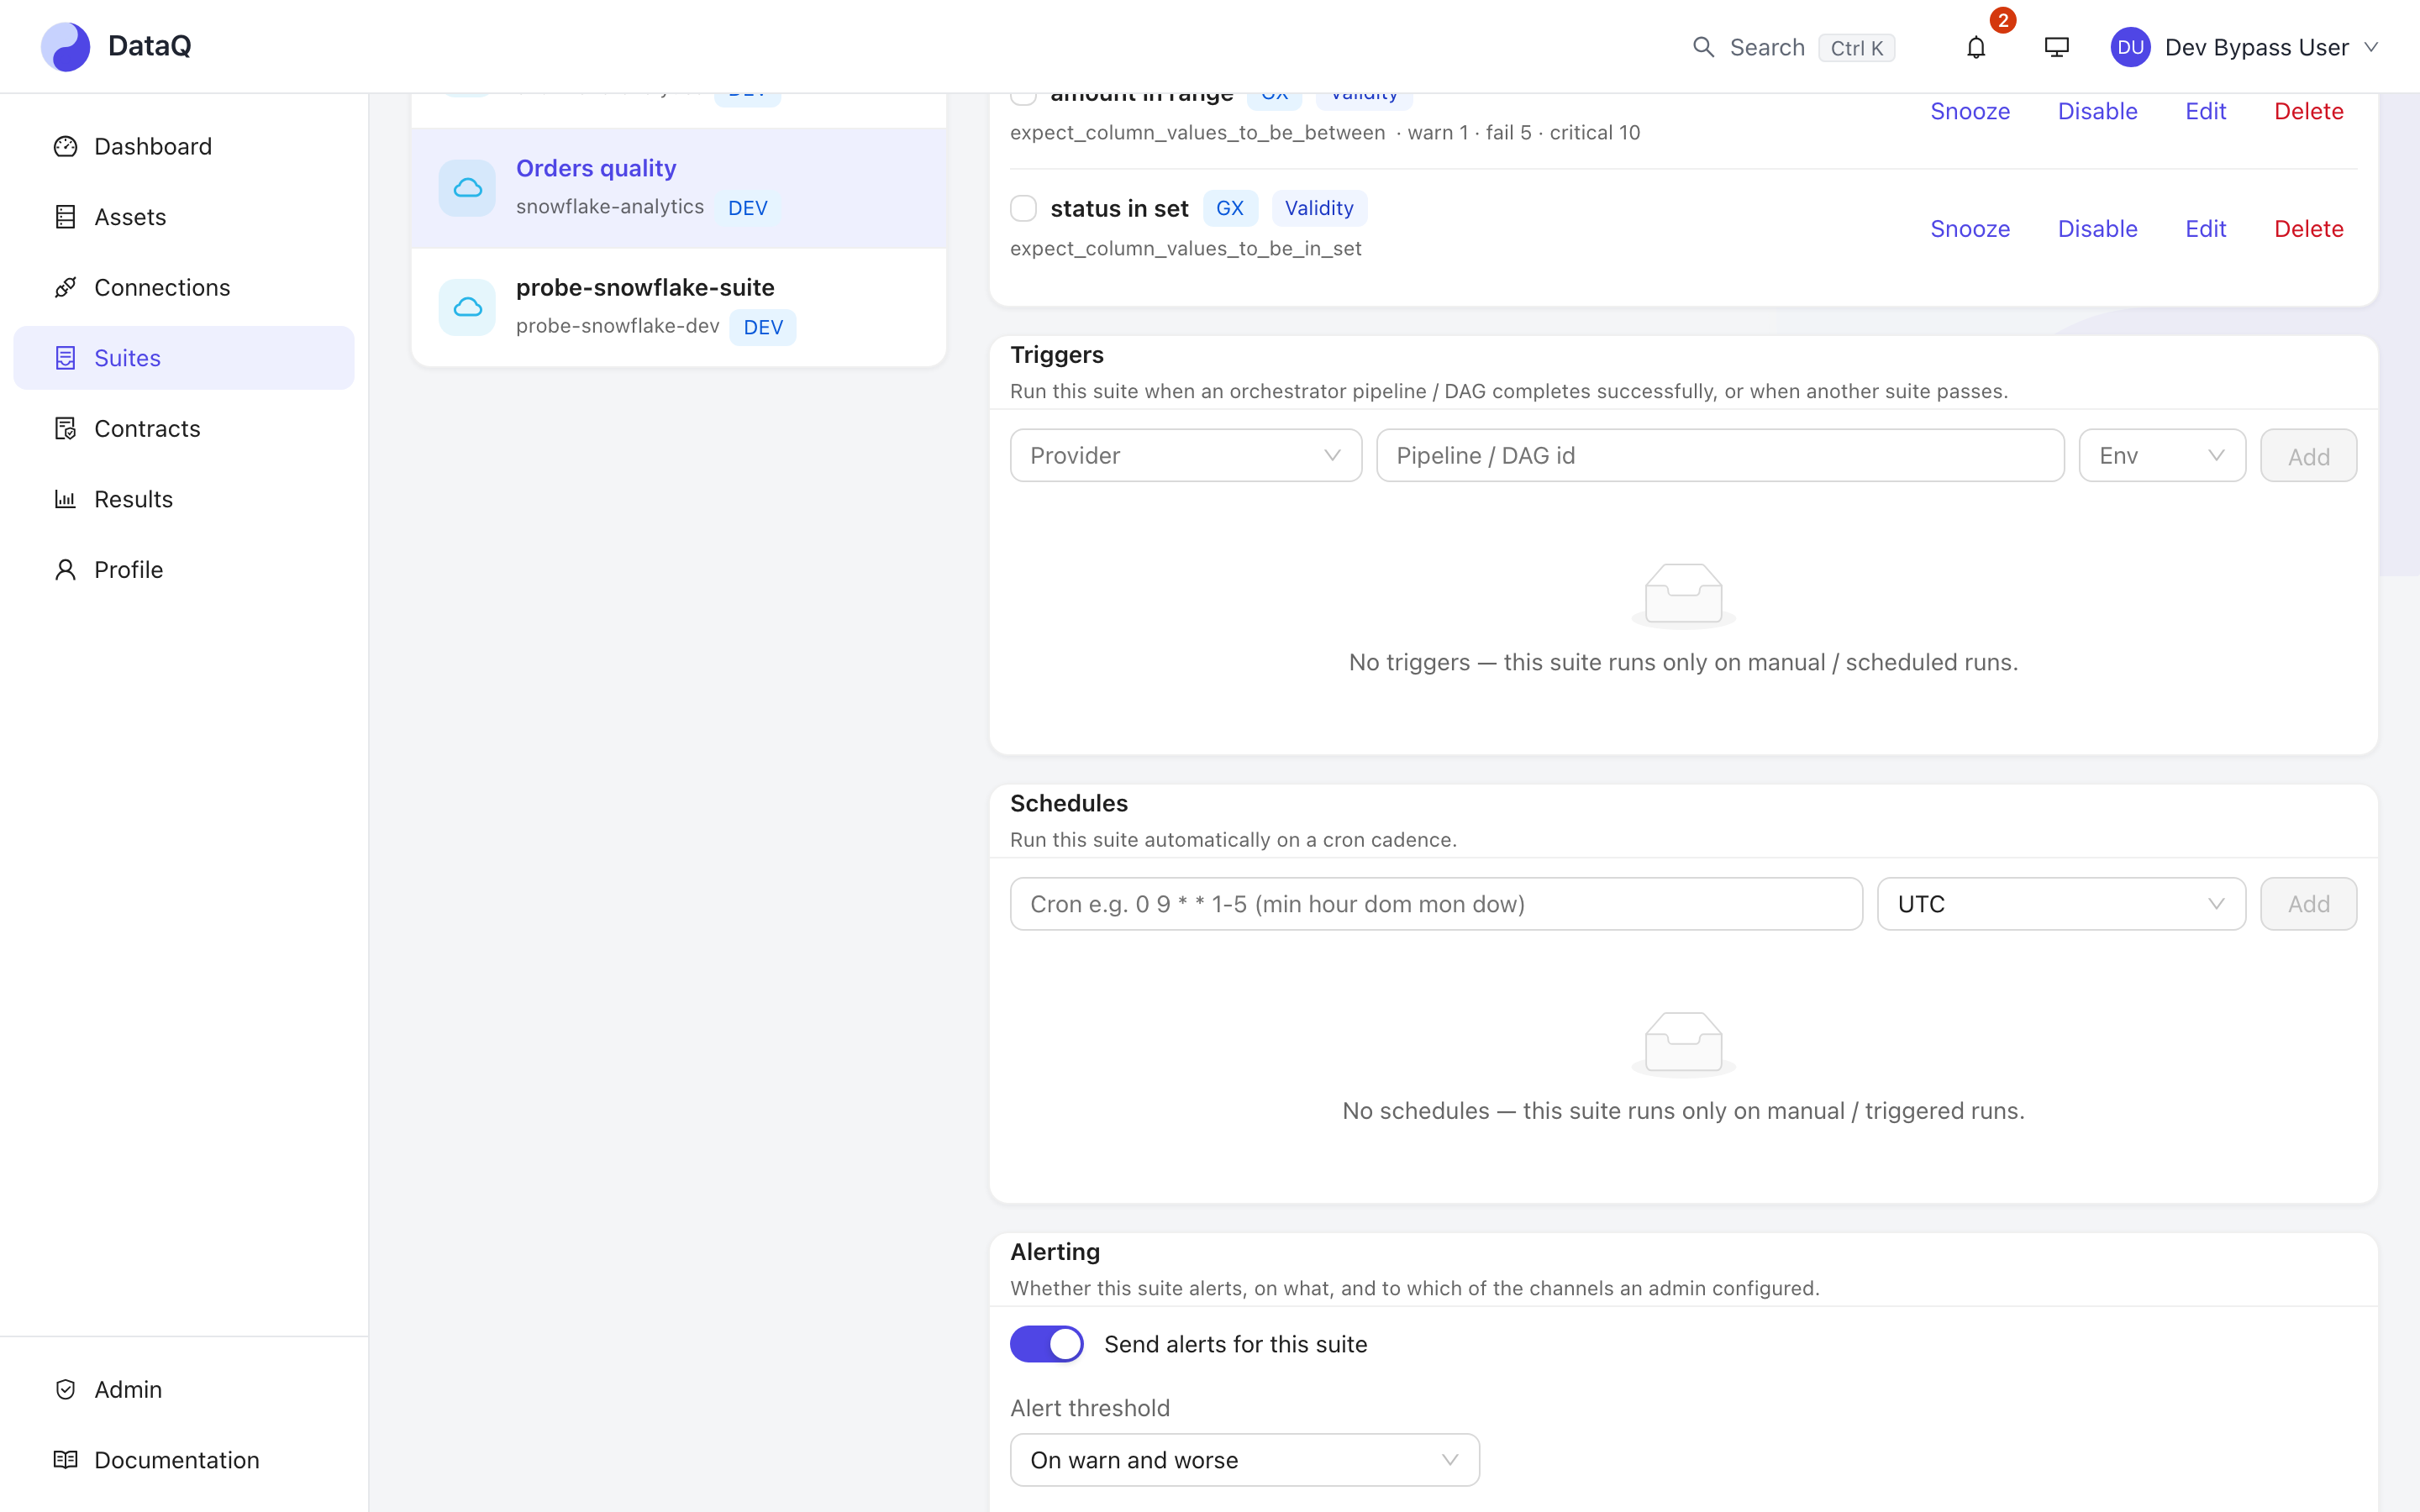 DataQ
Search Ctrl K
2
DU Dev Bypass User
Dashboard
Assets
Connections
Suites
Contracts
Results
Profile
Admin
Documentation
DEV
Orders quality
snowflake-analytics DEV
probe-snowflake-suite
probe-snowflake-dev DEV
amount in range GX Validity
expect_column_values_to_be_between · warn 1 · fail 5 · critical 10
Snooze Disable Edit Delete
status in set GX Validity
expect_column_values_to_be_in_set
Snooze Disable Edit Delete
Triggers
Run this suite when an orchestrator pipeline / DAG completes successfully, or when another suite passes.
Provider Pipeline / DAG id Env Add
No triggers — this suite runs only on manual / scheduled runs.
Schedules
Run this suite automatically on a cron cadence.
Cron e.g. 0 9 * * 1-5 (min hour dom mon dow) UTC Add
No schedules — this suite runs only on manual / triggered runs.
Alerting
Whether this suite alerts, on what, and to which of the channels an admin configured.
Send alerts for this suite
Alert threshold
On warn and worse